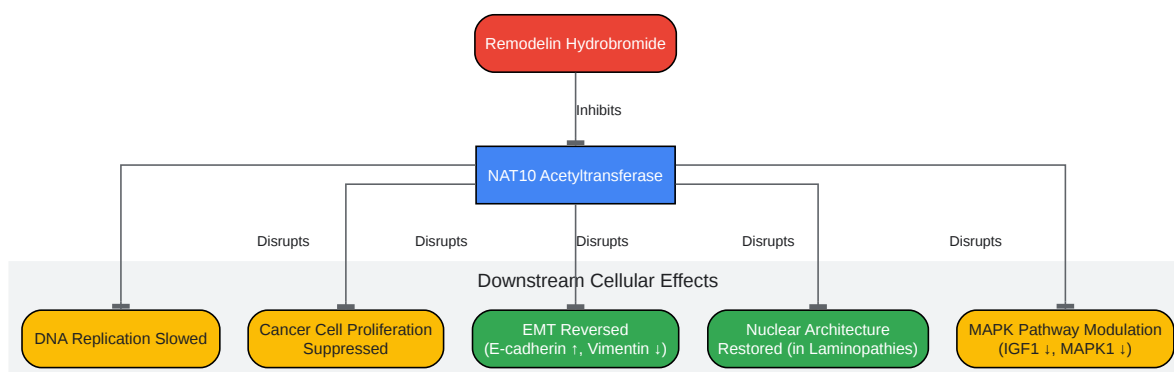 Remodelin Hydrobromide
Inhibits
NAT10 Acetyltransferase
Disrupts
Disrupts
Disrupts
Disrupts
Disrupts
Downstream Cellular Effects
DNA Replication Slowed
Cancer Cell Proliferation
Suppressed
EMT Reversed
(E-cadherin ↑, Vimentin ↓)
Nuclear Architecture
Restored (in Laminopathies)
MAPK Pathway Modulation
(IGF1 ↓, MAPK1 ↓)